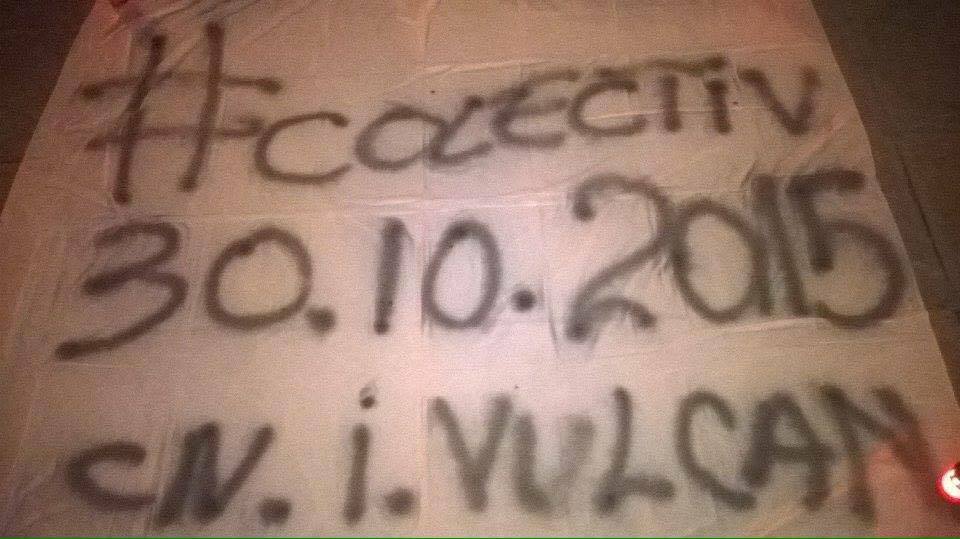 #COLECTIV
30.10.2015
CN. i. VULCAN